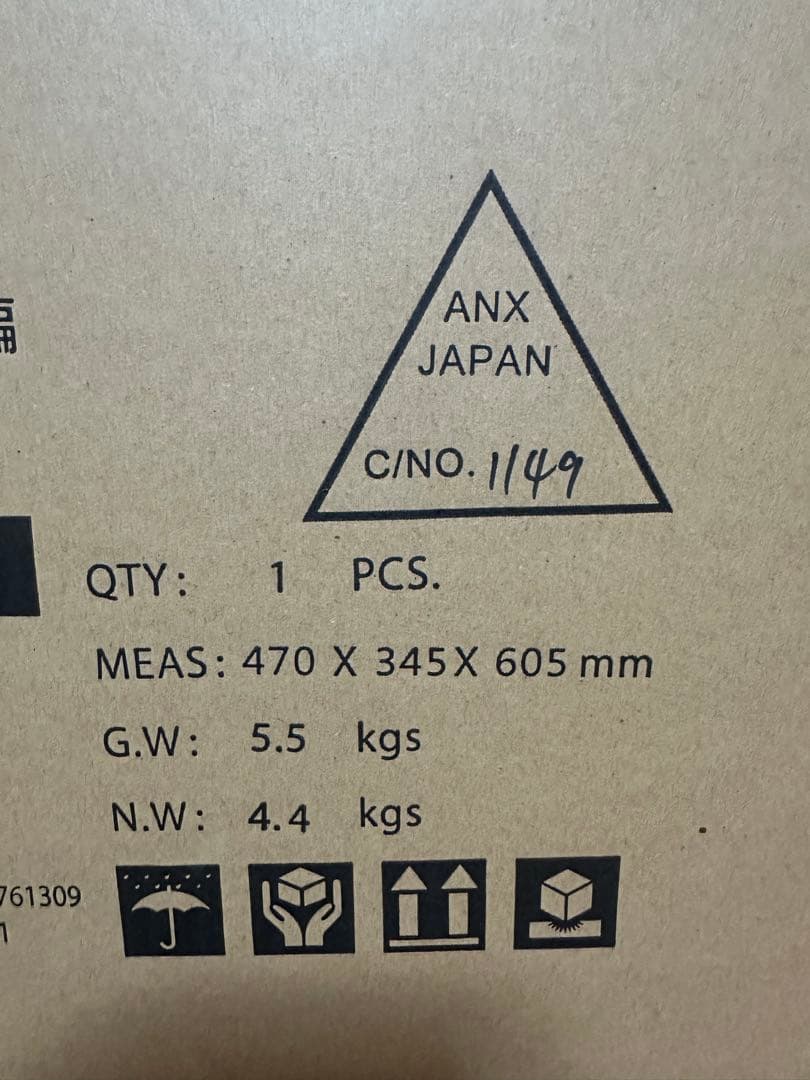 ANX
JAPAN
C/NO. 1149
QTY: 1 PCS.
MEAS: 470 X 345X 605 mm
G.W: 5.5 kgs
N.W: 4.4 kgs
761309
1